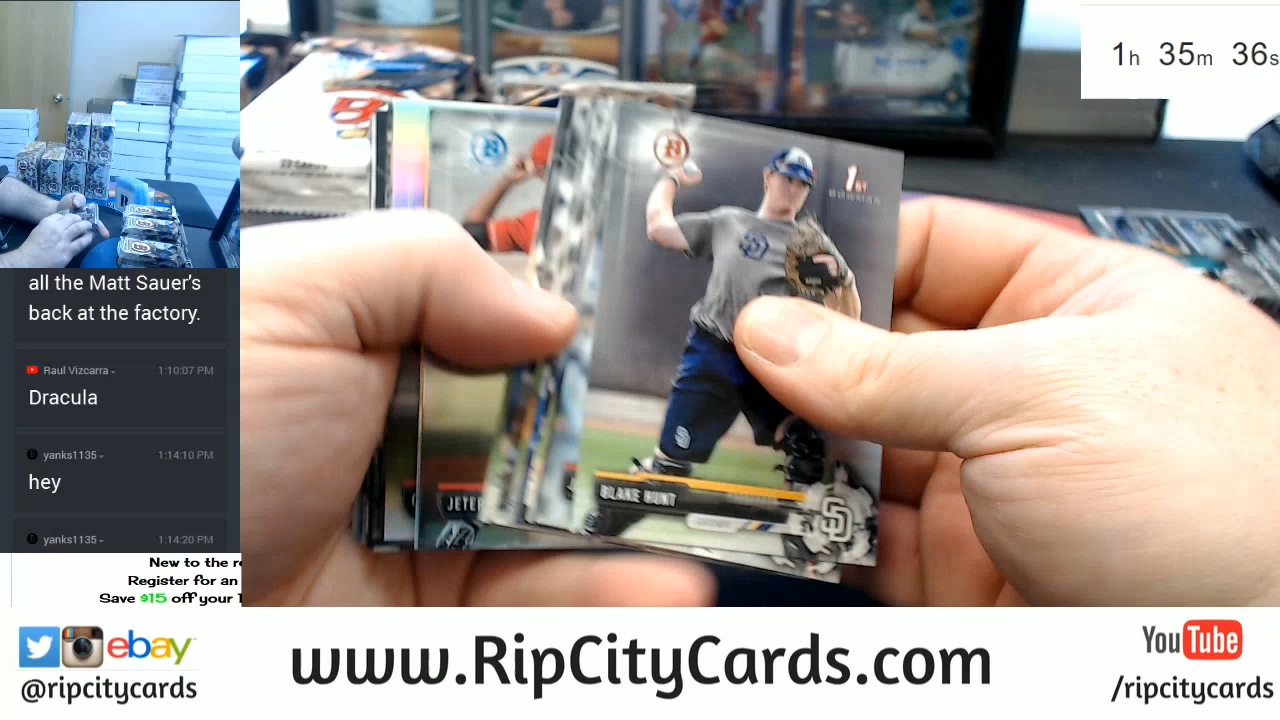 1h 35m 36s
all the Matt Sauer's
back at the factory.
Raul Vizcarra
1:10:07 PM
Dracula
yanks1135
1:14:10 PM
hey
yanks1135
1:14:20 PM
New to the
Register for an
Save $15 off your
B
B
1ST
BOWMAN
BLAKE HUNT
JETE
SD
ebay
@ripcitycards
www.RipCityCards.com
YouTube
/ripcitycards